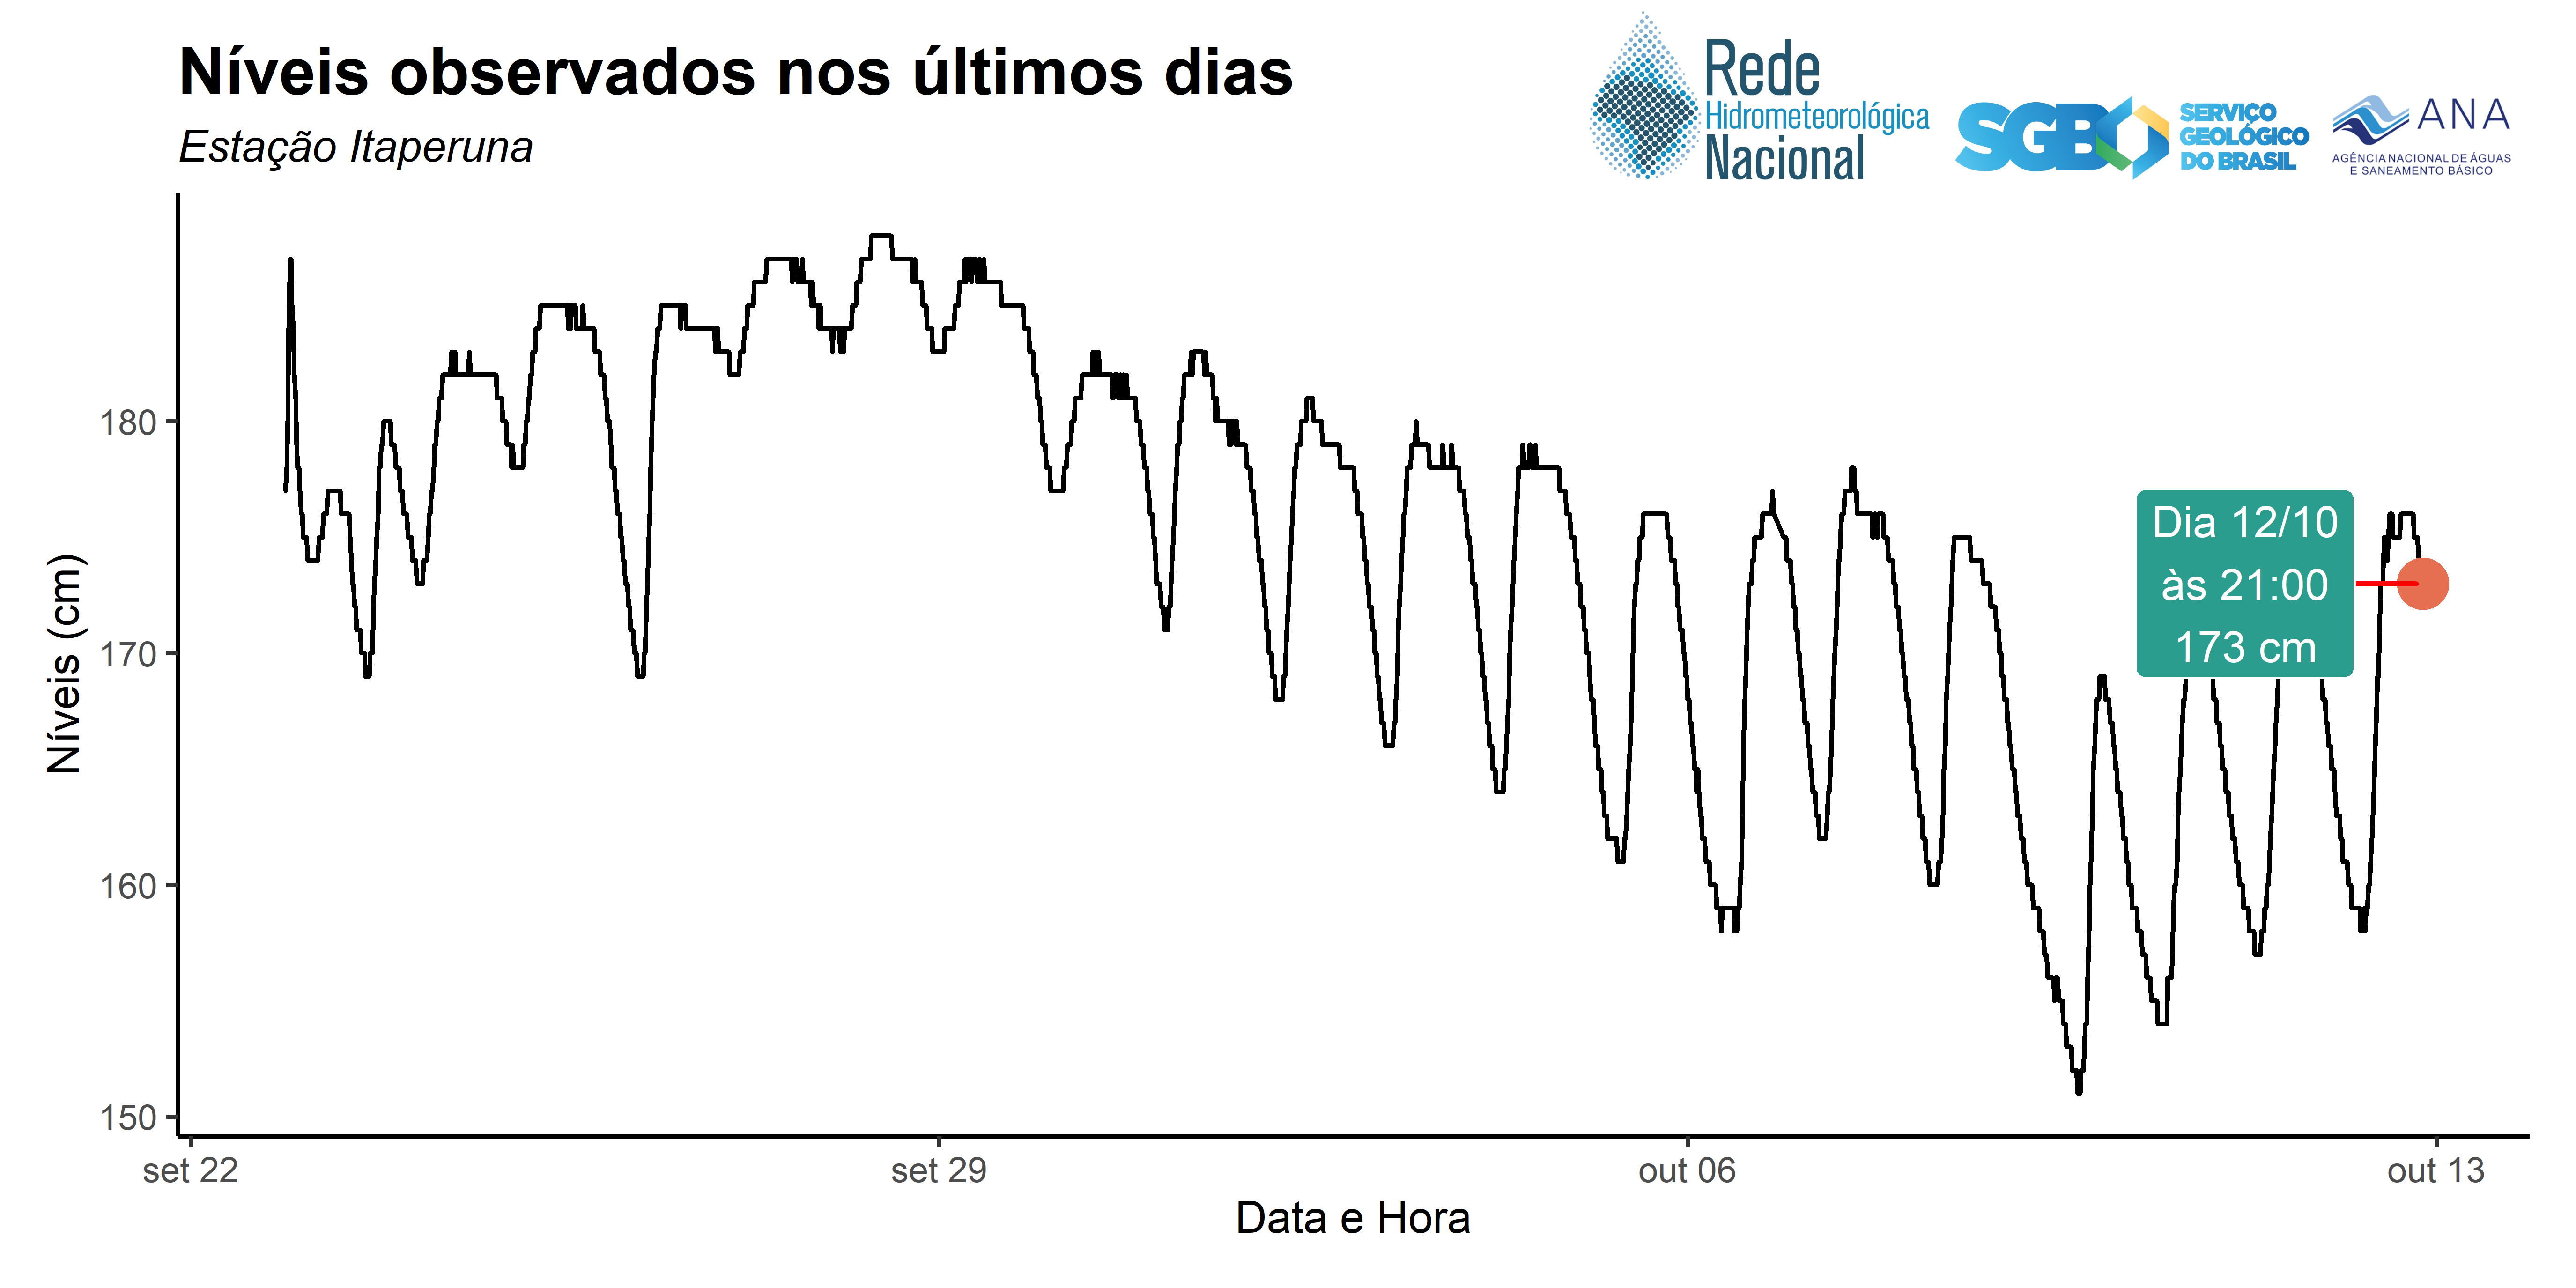 Níveis observados nos últimos dias
Estação Itaperuna
Rede
Hidrometeorológica
Nacional
SGB
SERVIÇO
GEOLÓGICO
DO BRASIL
ANA
AGÊNCIA NACIONAL DE ÁGUAS
E SANEAMENTO BÁSICO
Níveis (cm)
180
170
160
150
Dia 12/10
às 21:00
173 cm
set 22
set 29
out 06
out 13
Data e Hora